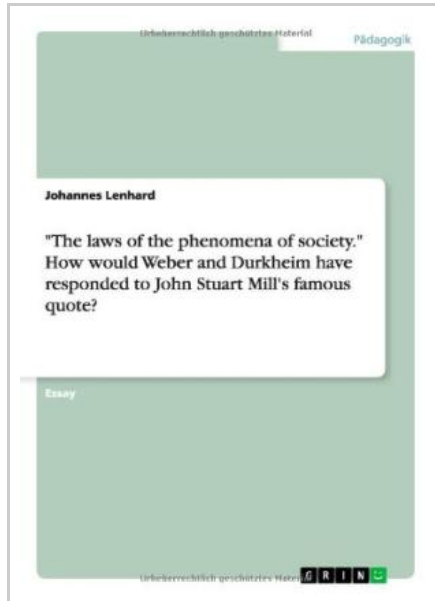 Urheberrechtlich geschütztes Material
Pädagogik
Johannes Lenhard
"The laws of the phenomena of society."
How would Weber and Durkheim have
responded to John Stuart Mill's famous
quote?
Essay
Urheberrechtlich geschütztes
GRIN